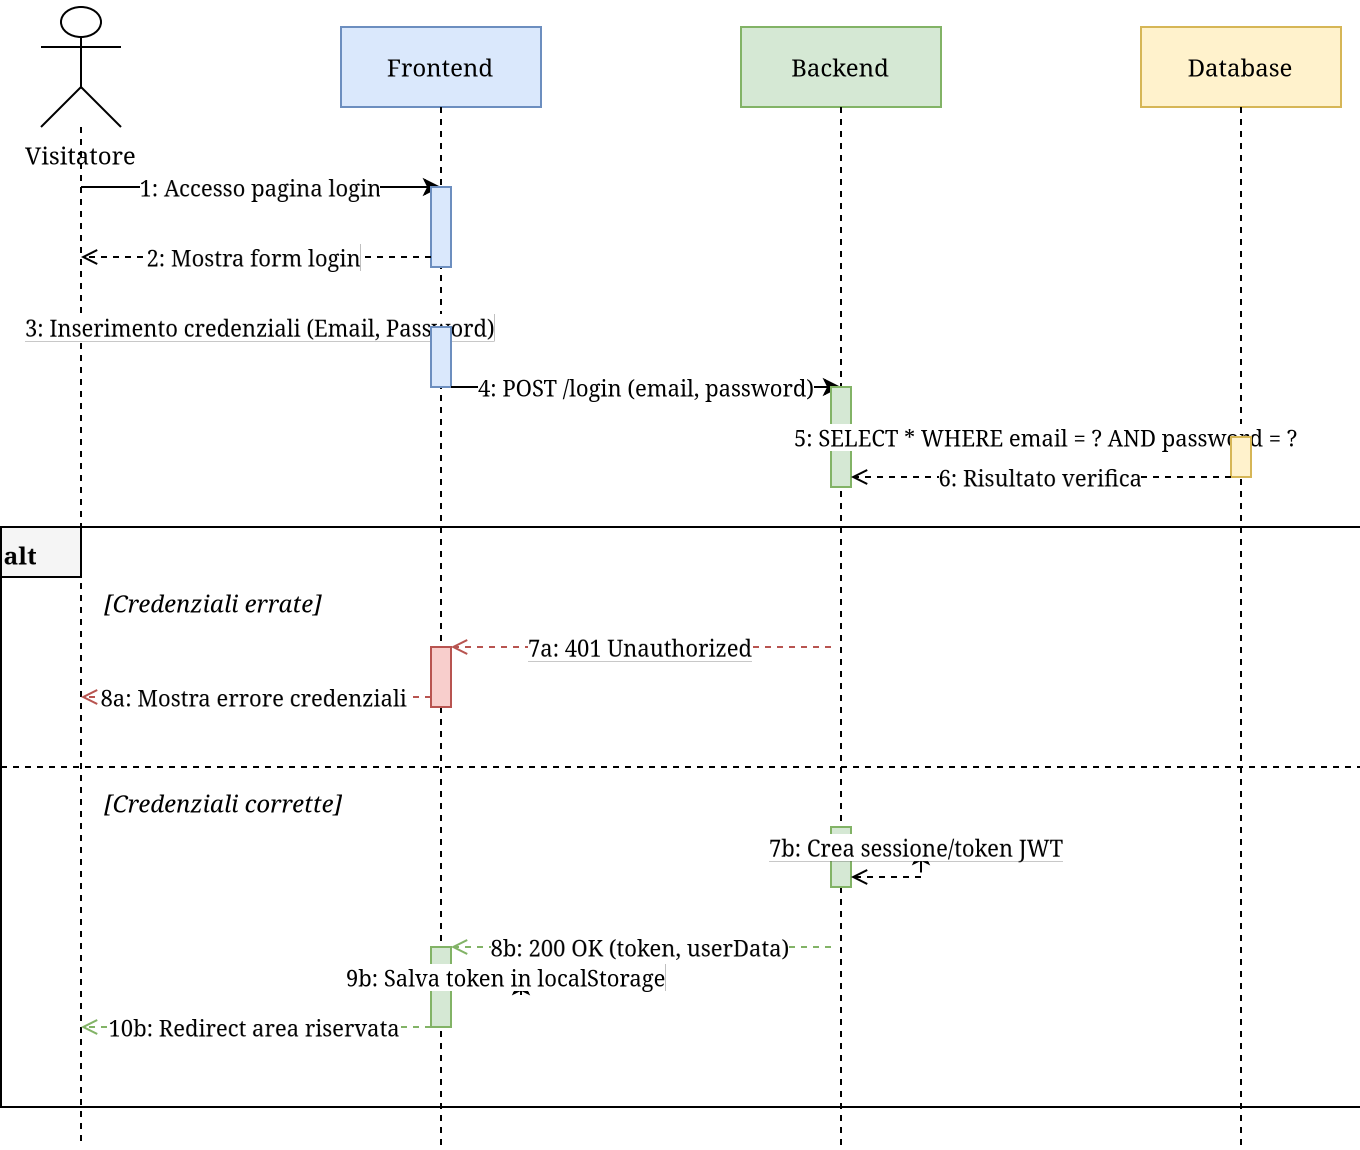 Frontend
Backend
Database
Visitatore
1: Accesso pagina login
2: Mostra form login
3: Inserimento credenziali (Email, Password)
4: POST /login (email, password)
5: SELECT * WHERE email = ? AND password = ?
6: Risultato verifica
alt
[Credenziali errate]
7a: 401 Unauthorized
8a: Mostra errore credenziali
[Credenziali corrette]
7b: Crea sessione/token JWT
8b: 200 OK (token, userData)
9b: Salva token in localStorage
10b: Redirect area riservata